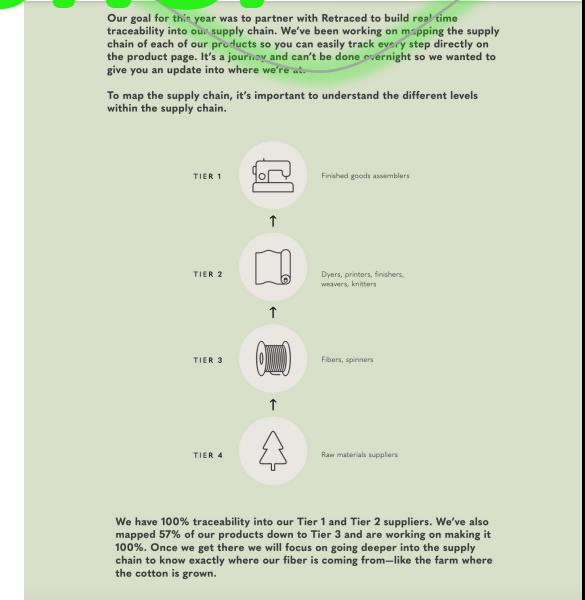 Our goal for this year was to partner with Retraced to build real time
traceability into our supply chain. We've been working on mapping the supply
chain of each of our products so you can easily track every step directly on
the product page. It's a journey and can't be done overnight so we wanted to
give you an update into where we're at.
To map the supply chain, it's important to understand the different levels
within the supply chain.
TIER 1
Finished goods assemblers
TIER 2
Dyers, printers, finishers,
weavers, knitters
TIER 3
Fibers, spinners
TIER 4
Raw materials suppliers
We have 100% traceability into our Tier 1 and Tier 2 suppliers. We've also
mapped 57% of our products down to Tier 3 and are working on making it
100%. Once we get there we will focus on going deeper into the supply
chain to know exactly where our fiber is coming from—like the farm where
the cotton is grown.